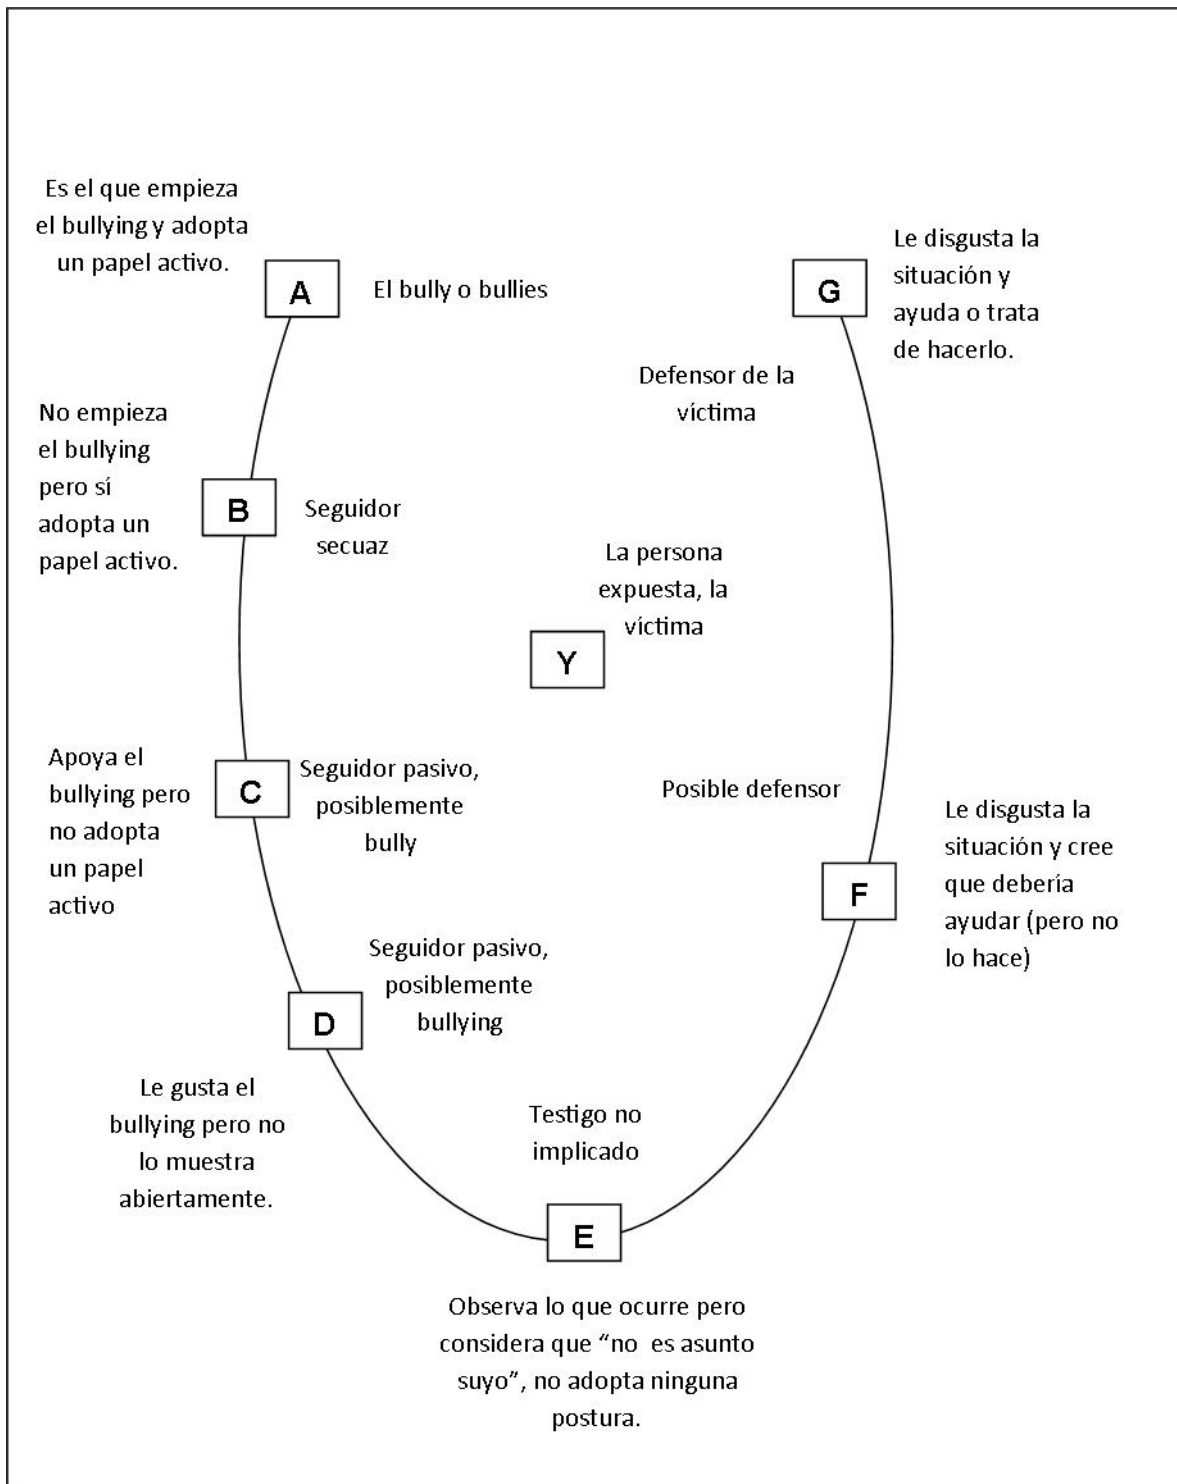 Es el que empieza
el bullying y adopta
un papel activo.
A
El bully o bullies
G
Le disgusta la
situación y
ayuda o trata
de hacerlo.
Defensor de la
víctima
No empieza
el bullying
pero sí
adopta un
papel activo.
B
Seguidor
secuaz
La persona
expuesta, la
víctima
Y
Apoya el
bullying pero
no adopta
un papel
activo
C
Seguidor pasivo,
posiblemente
bully
Posible defensor
F
Le disgusta la
situación y cree
que debería
ayudar (pero no
lo hace)
Seguidor pasivo,
posiblemente
bullying
D
Le gusta el
bullying pero no
lo muestra
abiertamente.
Testigo no
implicado
E
Observa lo que ocurre pero
considera que “no  es asunto
suyo”, no adopta ninguna
postura.